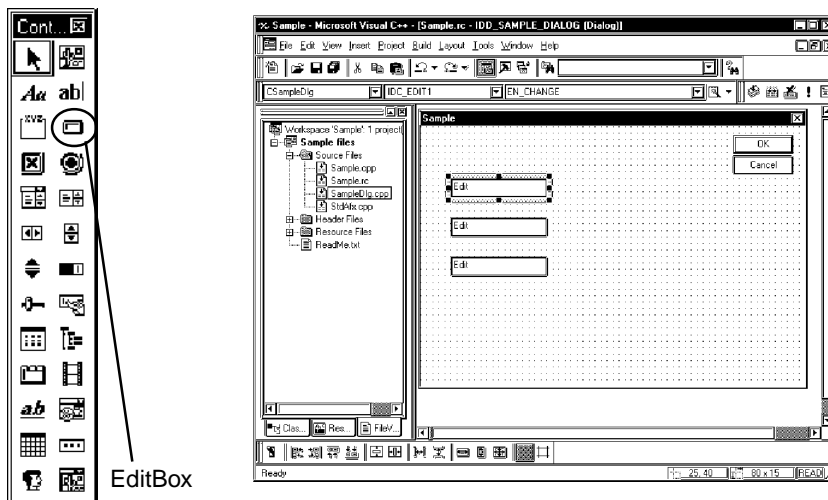 Cont...
Aa ab|
xyz
ab
EditBox
Sample - Microsoft Visual C++ - [Sample.rc - IDD_SAMPLE_DIALOG (Dialog)]
File Edit View Insert Project Build Layout Tools Window Help
CSampleDlg IDC_EDIT1 EN_CHANGE
Workspace 'Sample': 1 project
Sample files
Source Files
Sample.cpp
Sample.rc
SampleDlg.cpp
StdAfx.cpp
Header Files
Resource Files
ReadMe.txt
Clas... Res... FileV...
Sample
OK
Cancel
Edit
Edit
Edit
Ready 25, 40 80 x 15 READ